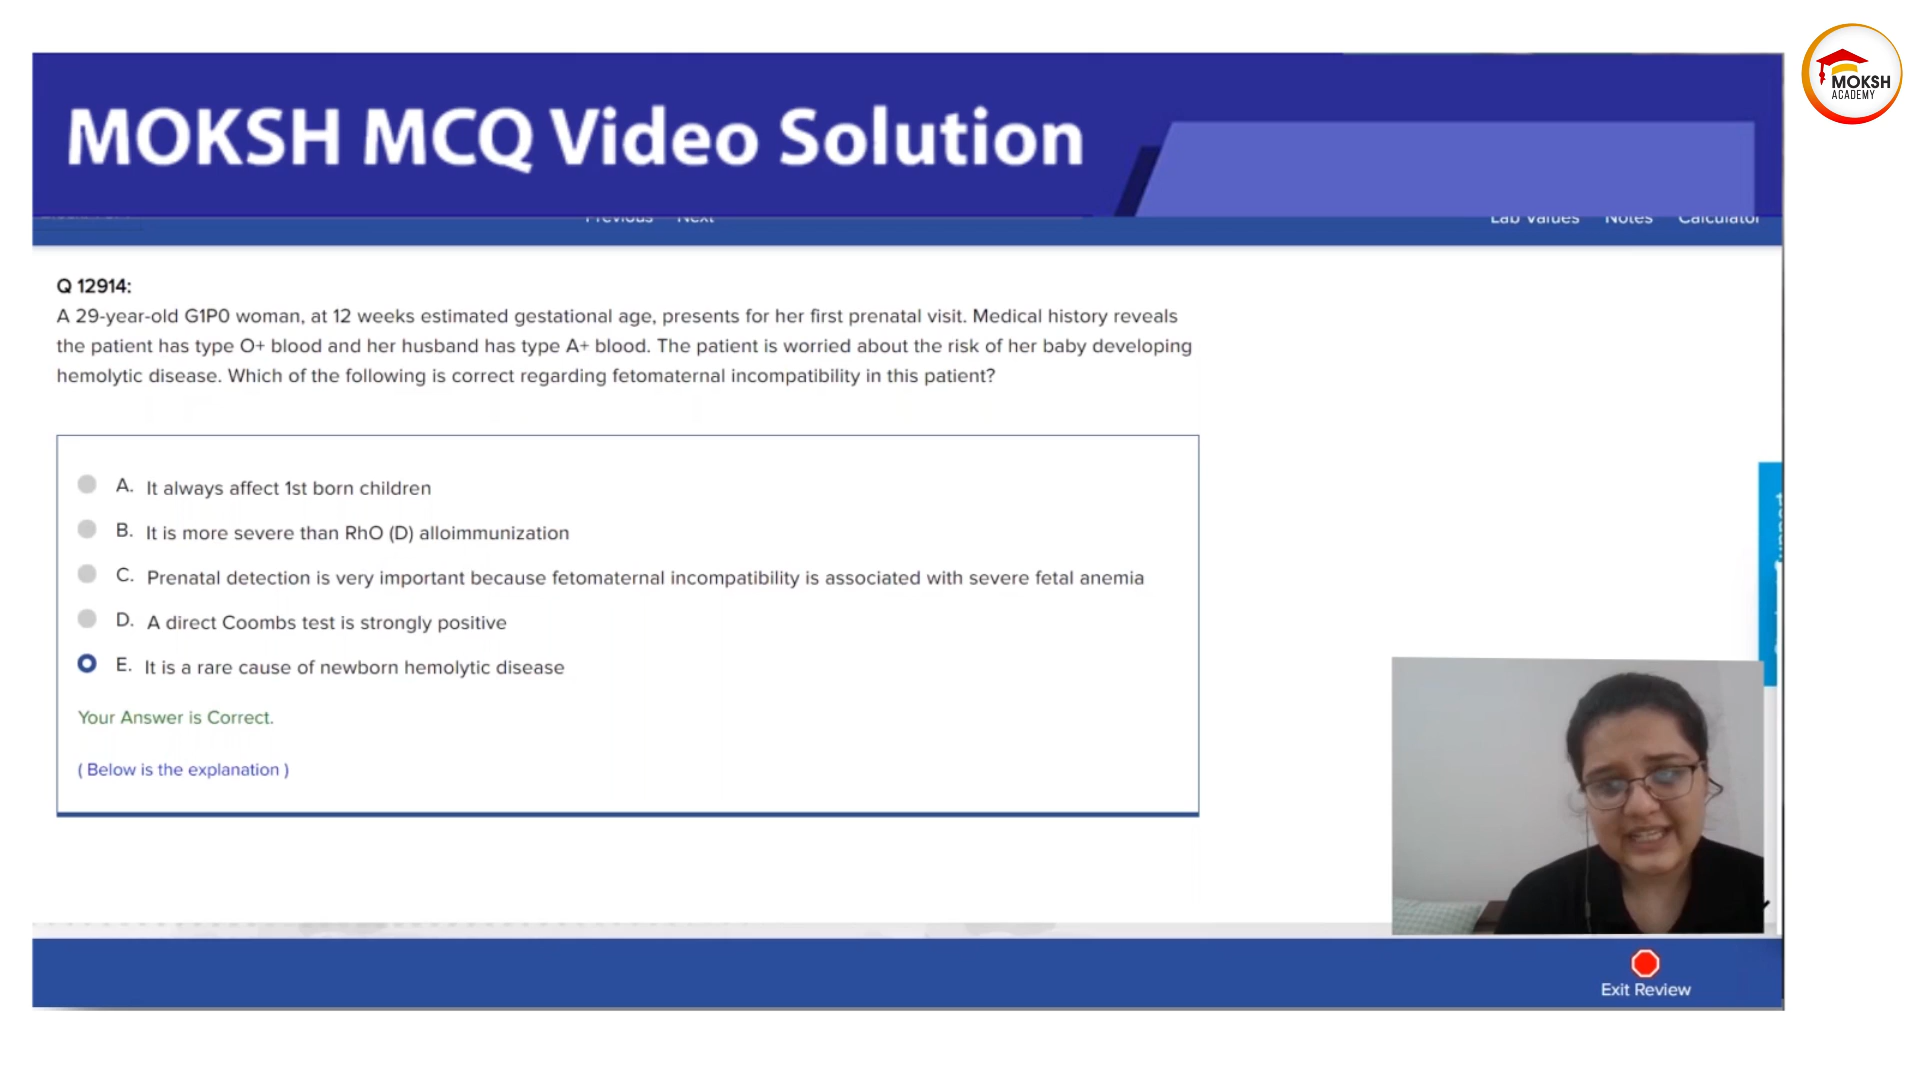 MOKSH
ACADEMY
MOKSH MCQ Video Solution
Previous Next
Lab Values Notes Calculator
Q 12914:
A 29-year-old G1P0 woman, at 12 weeks estimated gestational age, presents for her first prenatal visit. Medical history reveals
the patient has type O+ blood and her husband has type A+ blood. The patient is worried about the risk of her baby developing
hemolytic disease. Which of the following is correct regarding fetomaternal incompatibility in this patient?
A. It always affect 1st born children
B. It is more severe than RhO (D) alloimmunization
C. Prenatal detection is very important because fetomaternal incompatibility is associated with severe fetal anemia
D. A direct Coombs test is strongly positive
E. It is a rare cause of newborn hemolytic disease
Your Answer is Correct.
( Below is the explanation )
Exit Review